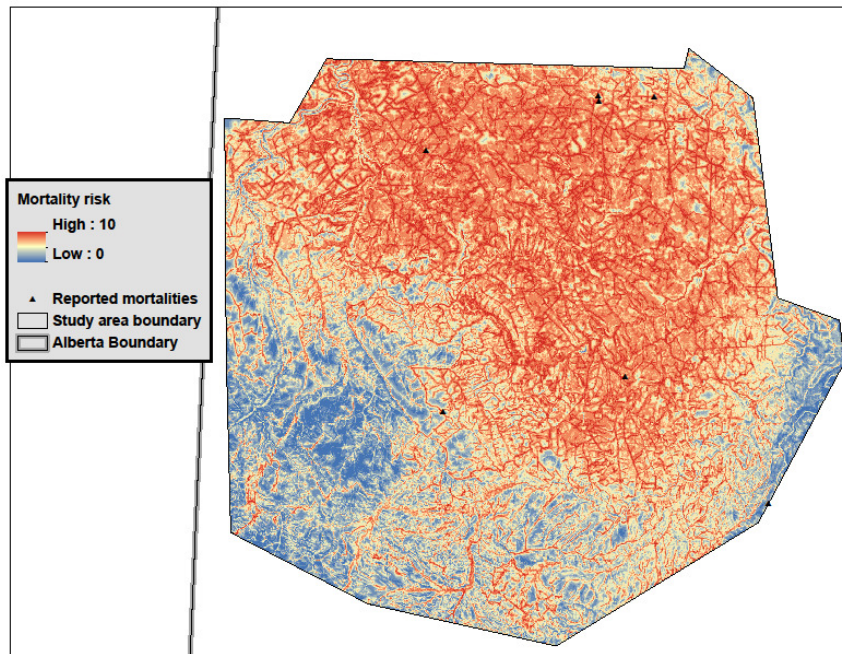 Mortality risk
High : 10
Low : 0
Reported mortalities
Study area boundary
Alberta Boundary